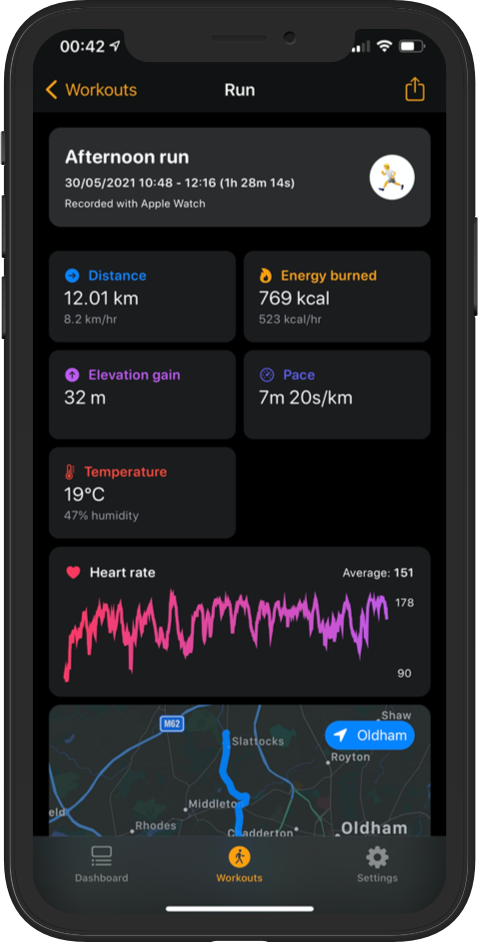 00:42
Workouts
Run
Afternoon run
30/05/2021 10:48 - 12:16 (1h 28m 14s)
Recorded with Apple Watch
Distance
12.01 km
8.2 km/hr
Energy burned
769 kcal
523 kcal/hr
Elevation gain
32 m
Pace
7m 20s/km
Temperature
19°C
47% humidity
Heart rate
Average: 151
178
90
M62
Shaw
Slattocks
Oldham
Royton
eld
Middleto
Rhodes
Chadderton
Oldham
Dashboard
Workouts
Settings